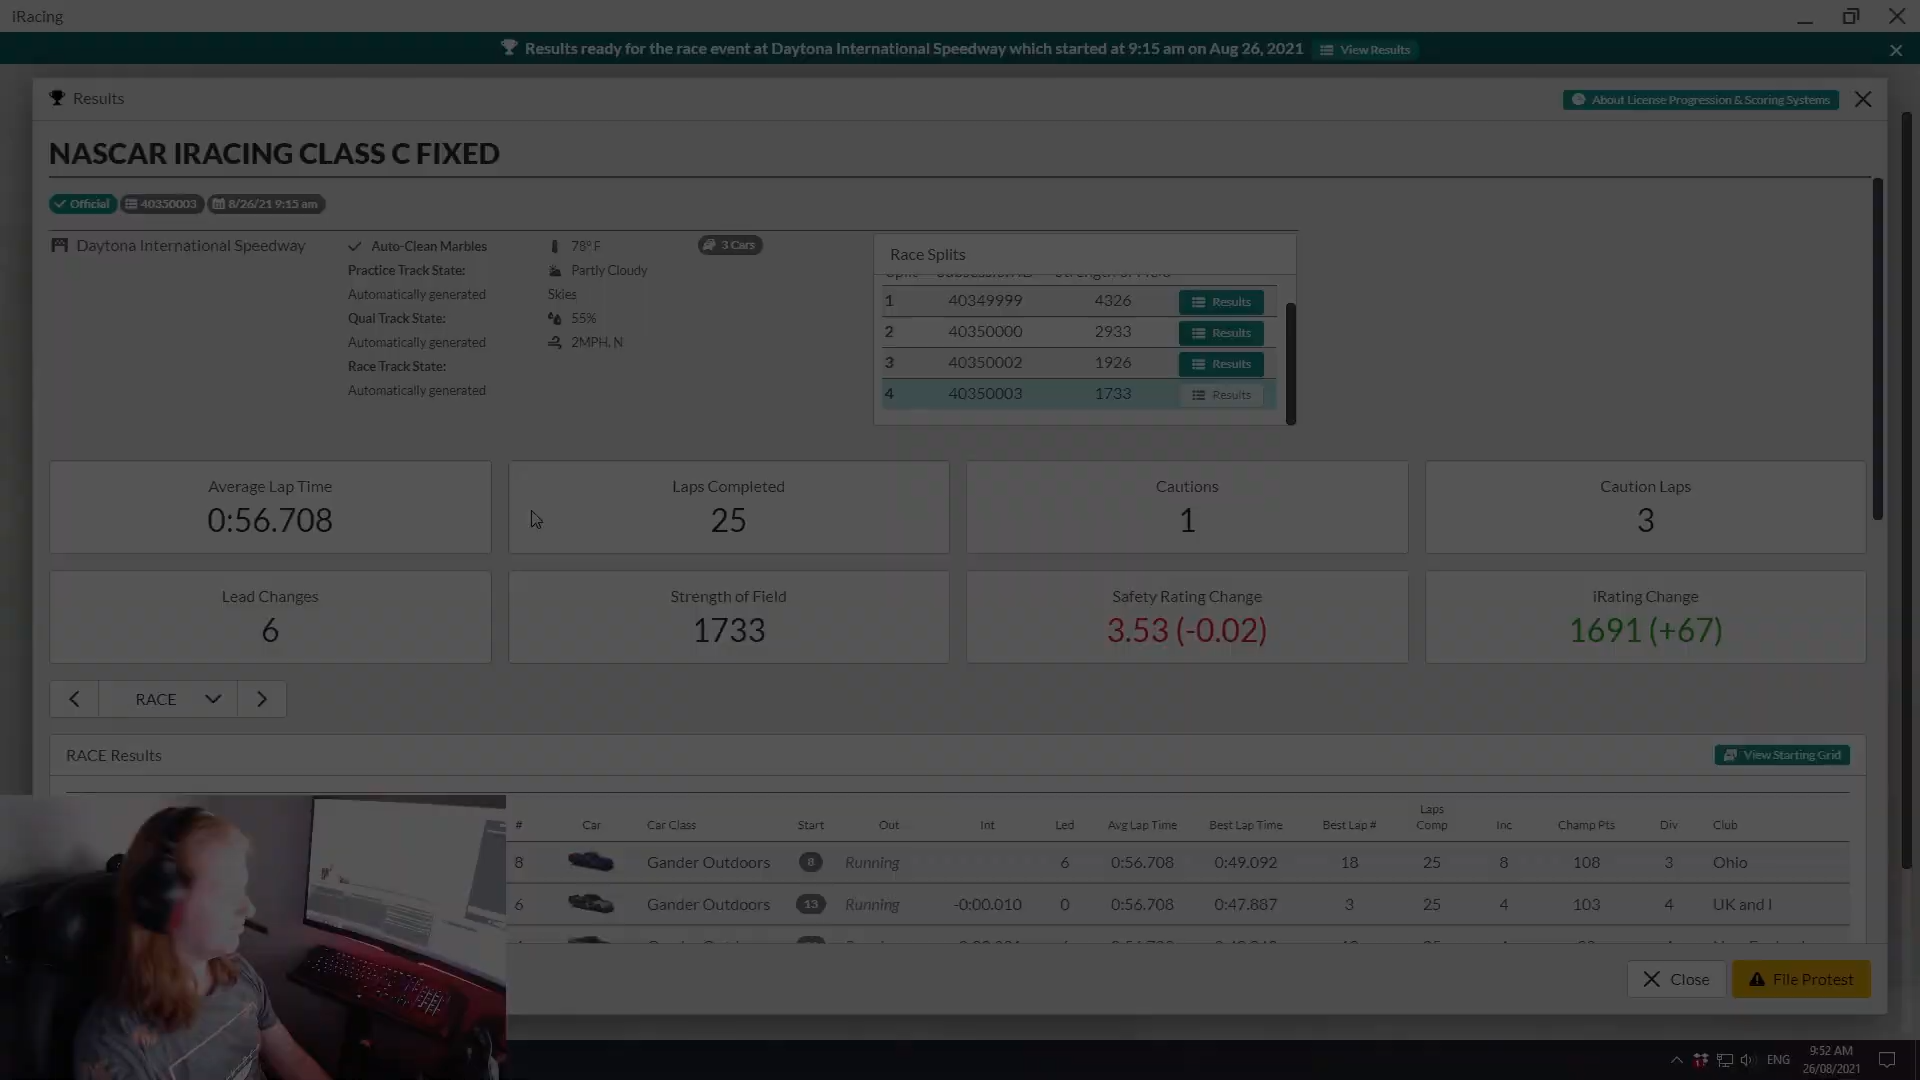 iRacing
Results ready for the race event at Daytona International Speedway which started at 9:15 am on Aug 26, 2021 View Results
Results
About License Progression & Scoring Systems
NASCAR IRACING CLASS C FIXED
Official 40350003 8/26/21 9:15 am
Daytona International Speedway
Auto-Clean Marbles
Practice Track State:
Automatically generated
Qual Track State:
Automatically generated
Race Track State:
Automatically generated
78° F
Partly Cloudy
Skies
55%
2MPH, N
3 Cars
Race Splits
1 40349999 4326 Results
2 40350000 2933 Results
3 40350002 1926 Results
4 40350003 1733 Results
Average Lap Time
0:56.708
Laps Completed
25
Cautions
1
Caution Laps
3
Lead Changes
6
Strength of Field
1733
Safety Rating Change
3.53 (-0.02)
iRating Change
1691 (+67)
RACE
RACE Results
View Starting Grid
# Car Car Class Start Out Int Led Avg Lap Time Best Lap Time Best Lap # Laps Comp Inc Champ Pts Div Club
8 Gander Outdoors 8 Running 6 0:56.708 0:49.092 18 25 8 108 3 Ohio
6 Gander Outdoors 13 Running -0:00.010 0 0:56.708 0:47.887 3 25 4 103 4 UK and I
Close
File Protest
ENG
9:52 AM
26/08/2021